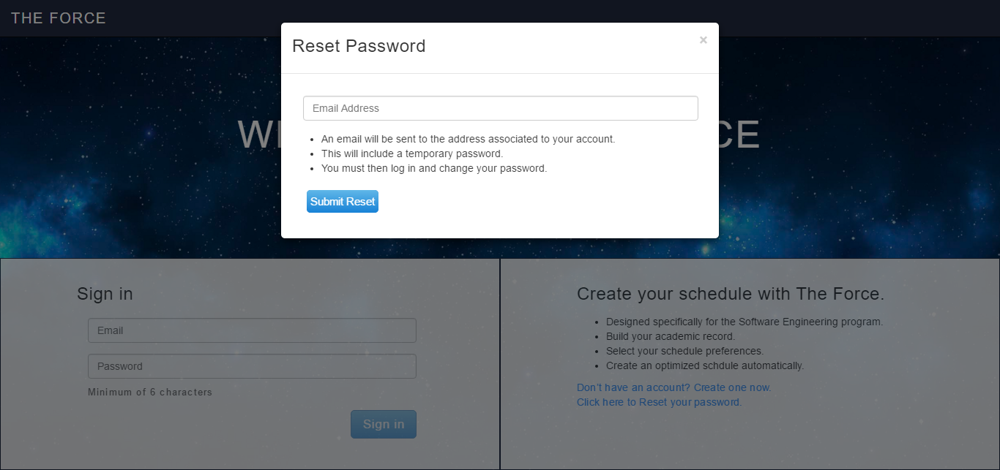 THE FORCE
Reset Password
×
Email Address
An email will be sent to the address associated to your account.
This will include a temporary password.
You must then log in and change your password.
Submit Reset
Sign in
Email
Password
Minimum of 6 characters
Sign in
Create your schedule with The Force.
Designed specifically for the Software Engineering program.
Build your academic record.
Select your schedule preferences.
Create an optimized schdule automatically.
Don't have an account? Create one now.
Click here to Reset your password.